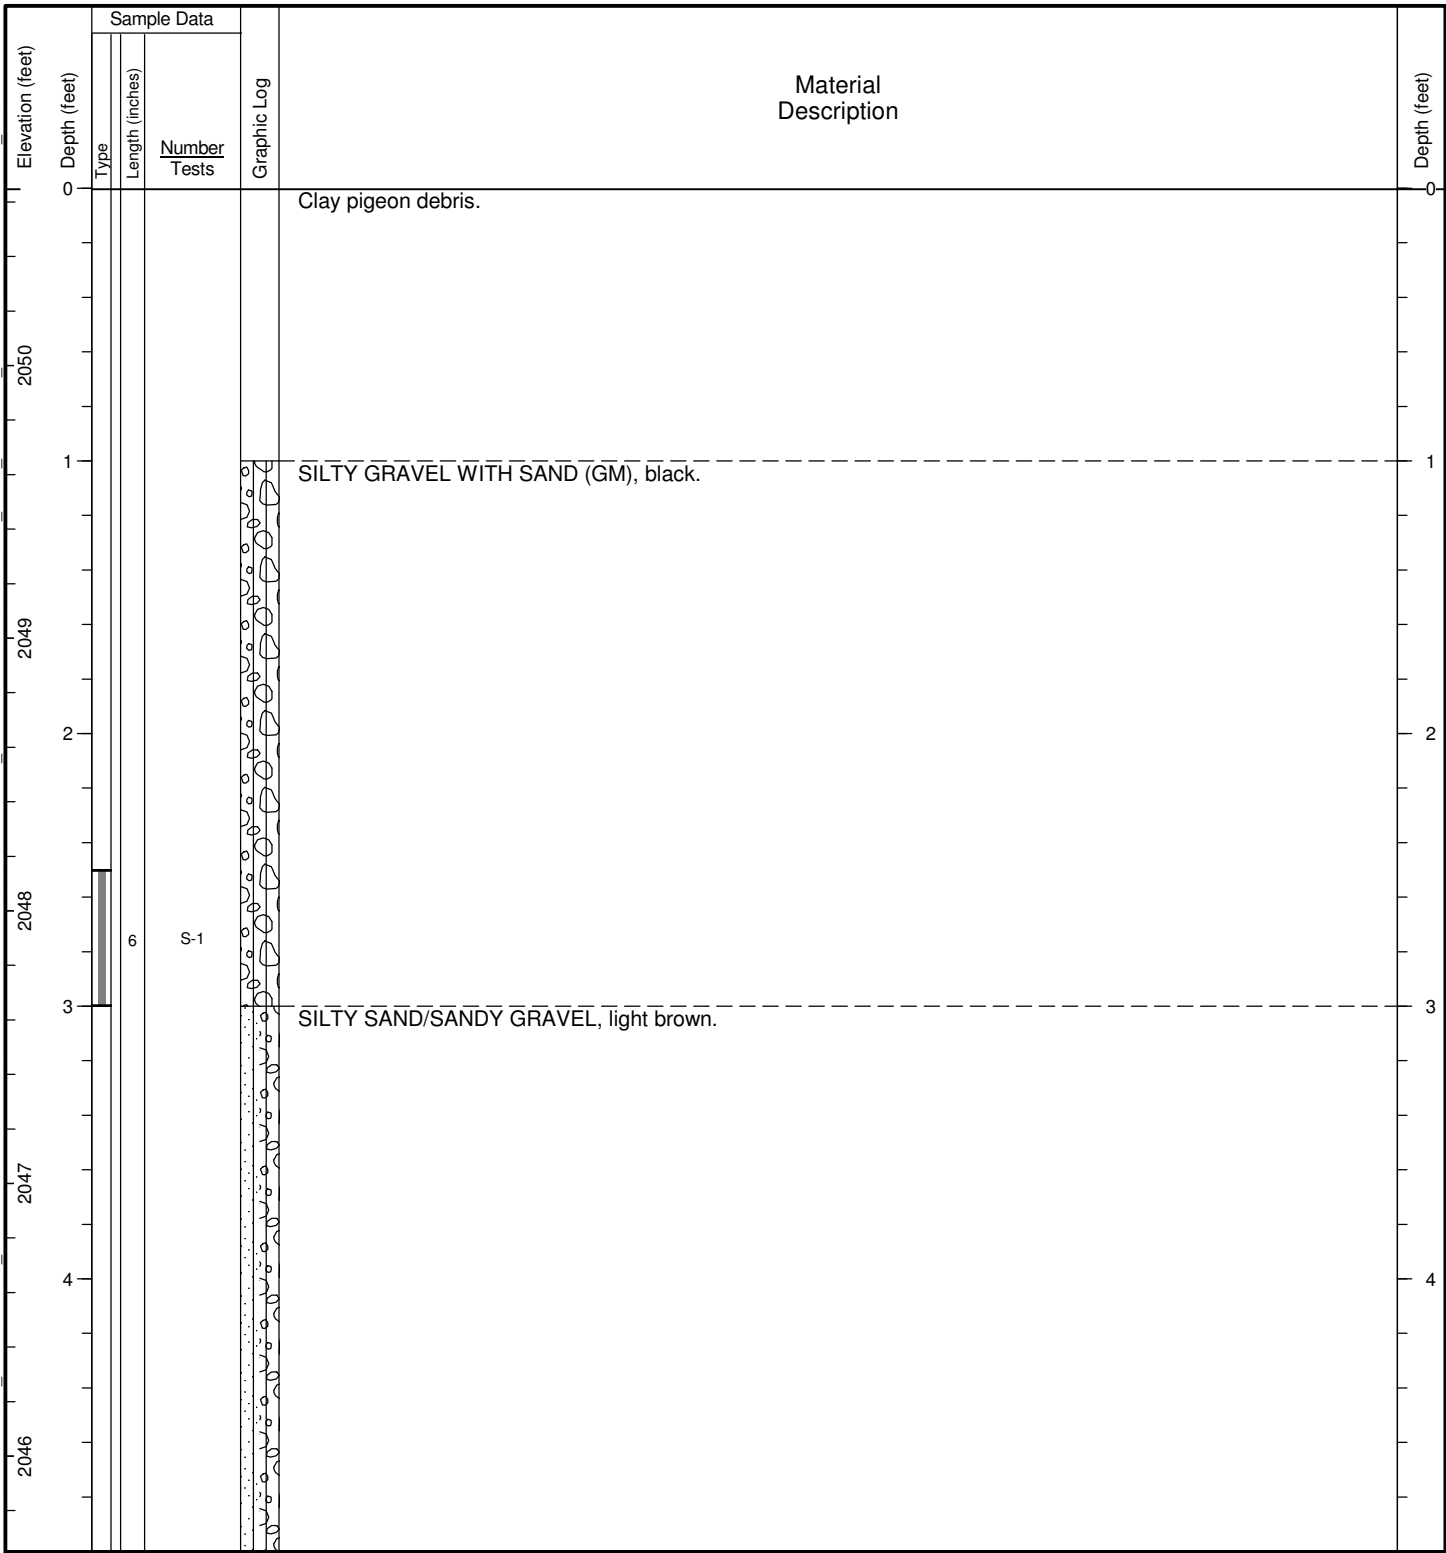 Sample Data
Elevation (feet)
Depth (feet)
Type
Length (inches)
Number
Tests
Graphic Log
Material
Description
Depth (feet)
0
Clay pigeon debris.
0
2050
1
SILTY GRAVEL WITH SAND (GM), black.
1
2049
2
2
2048
6
S-1
3
SILTY SAND/SANDY GRAVEL, light brown.
3
2047
4
4
2046